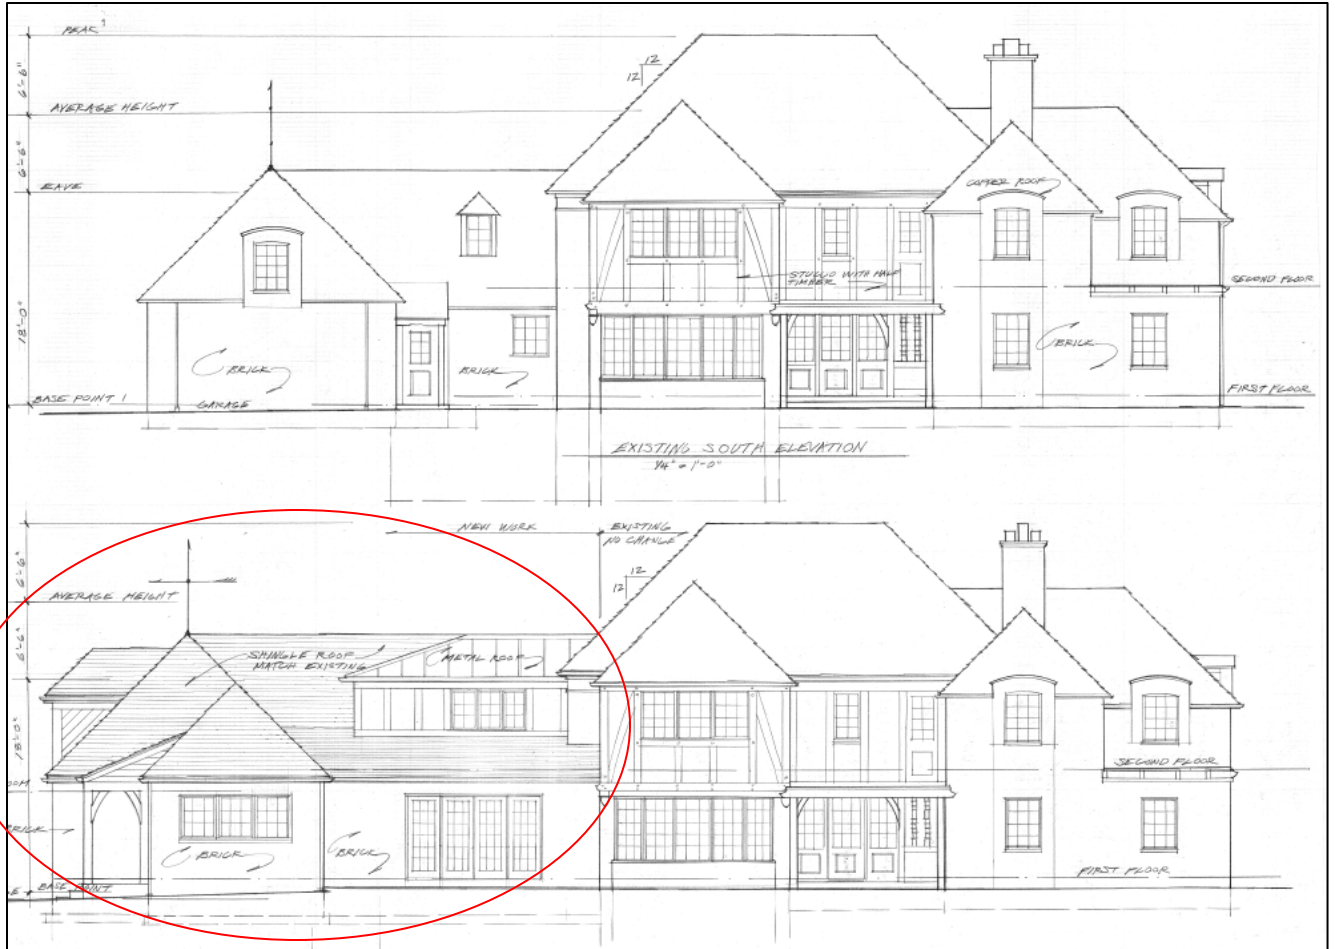 PEAK 1
6'-6"
12
12
AVERAGE HEIGHT
6'-6"
EAVE
COPPER ROOF
STUCCO WITH HALF
TIMBER
SECOND FLOOR
18'-0"
BRICK
BRICK
BRICK
BASE POINT 1
GARAGE
FIRST FLOOR
EXISTING SOUTH ELEVATION
1/4" = 1'-0"
NEW WORK
EXISTING
NO CHANGE
6'-6"
12
12
AVERAGE HEIGHT
6'-6"
SHINGLE ROOF
MATCH EXISTING
METAL ROOF
18'-0"
SECOND FLOOR
BRICK
BRICK
BRICK
FIRST FLOOR
BASE POINT